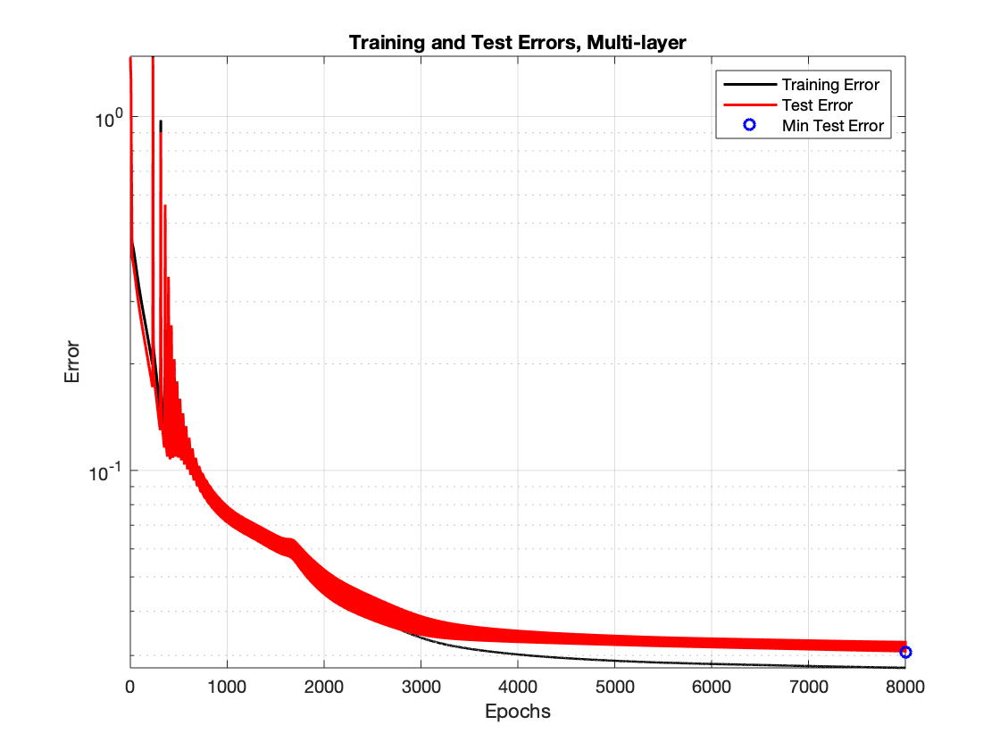 Training and Test Errors, Multi-layer
Training Error
Test Error
Min Test Error
10^0
10^-1
Error
0 1000 2000 3000 4000 5000 6000 7000 8000
Epochs